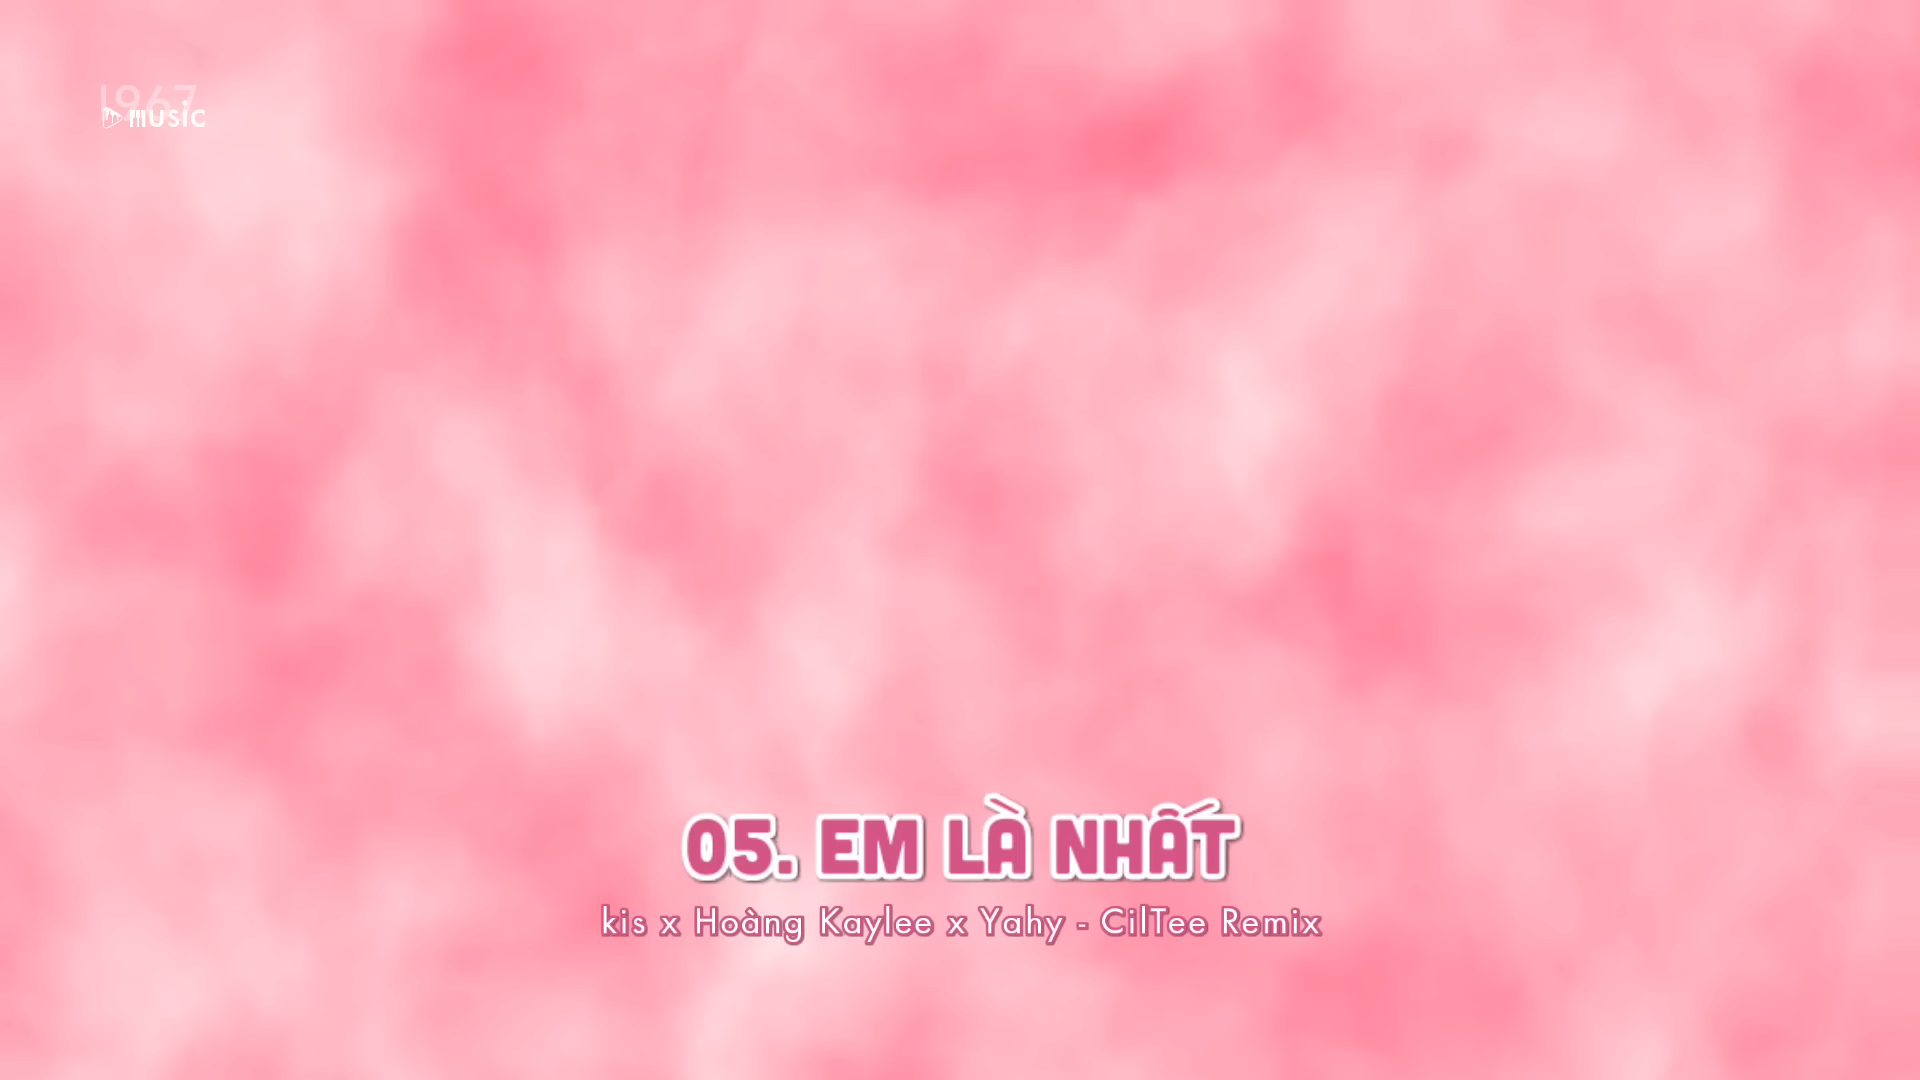 1967
music
05. EM LÀ NHẤT
kis x Hoàng Kaylee x Yahy - CilTee Remix